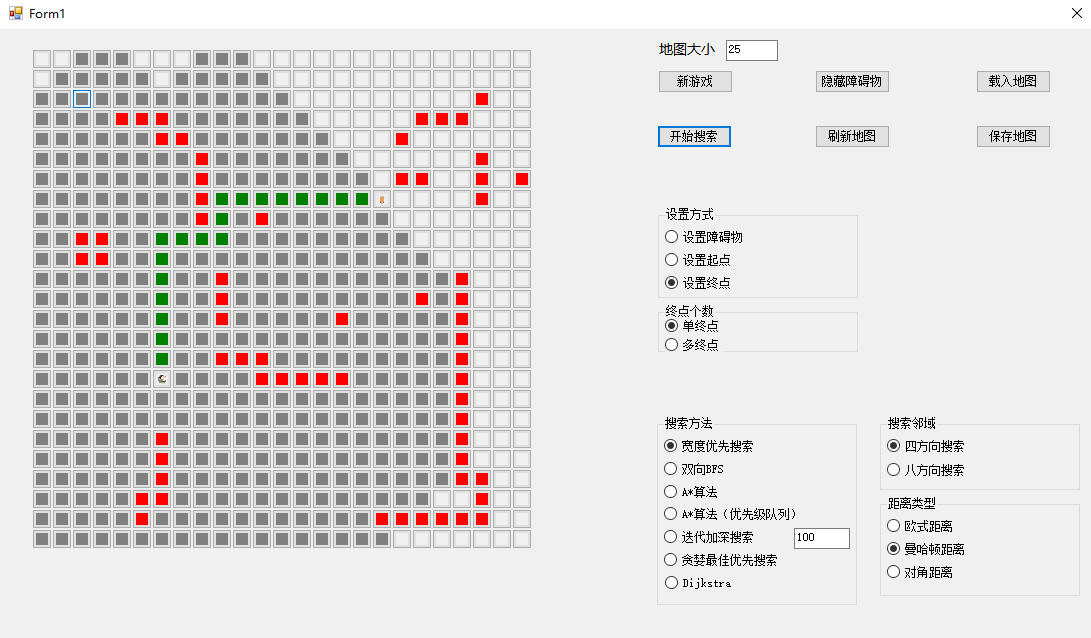 Form1
地图大小 25
新游戏 隐藏障碍物 载入地图
开始搜索 刷新地图 保存地图
设置方式
设置障碍物
设置起点
设置终点
终点个数
单终点
多终点
搜索方法
宽度优先搜索
双向BFS
A*算法
A*算法（优先级队列）
迭代加深搜索 100
贪婪最佳优先搜索
Dijkstra
搜索邻域
四方向搜索
八方向搜索
距离类型
欧式距离
曼哈顿距离
对角距离